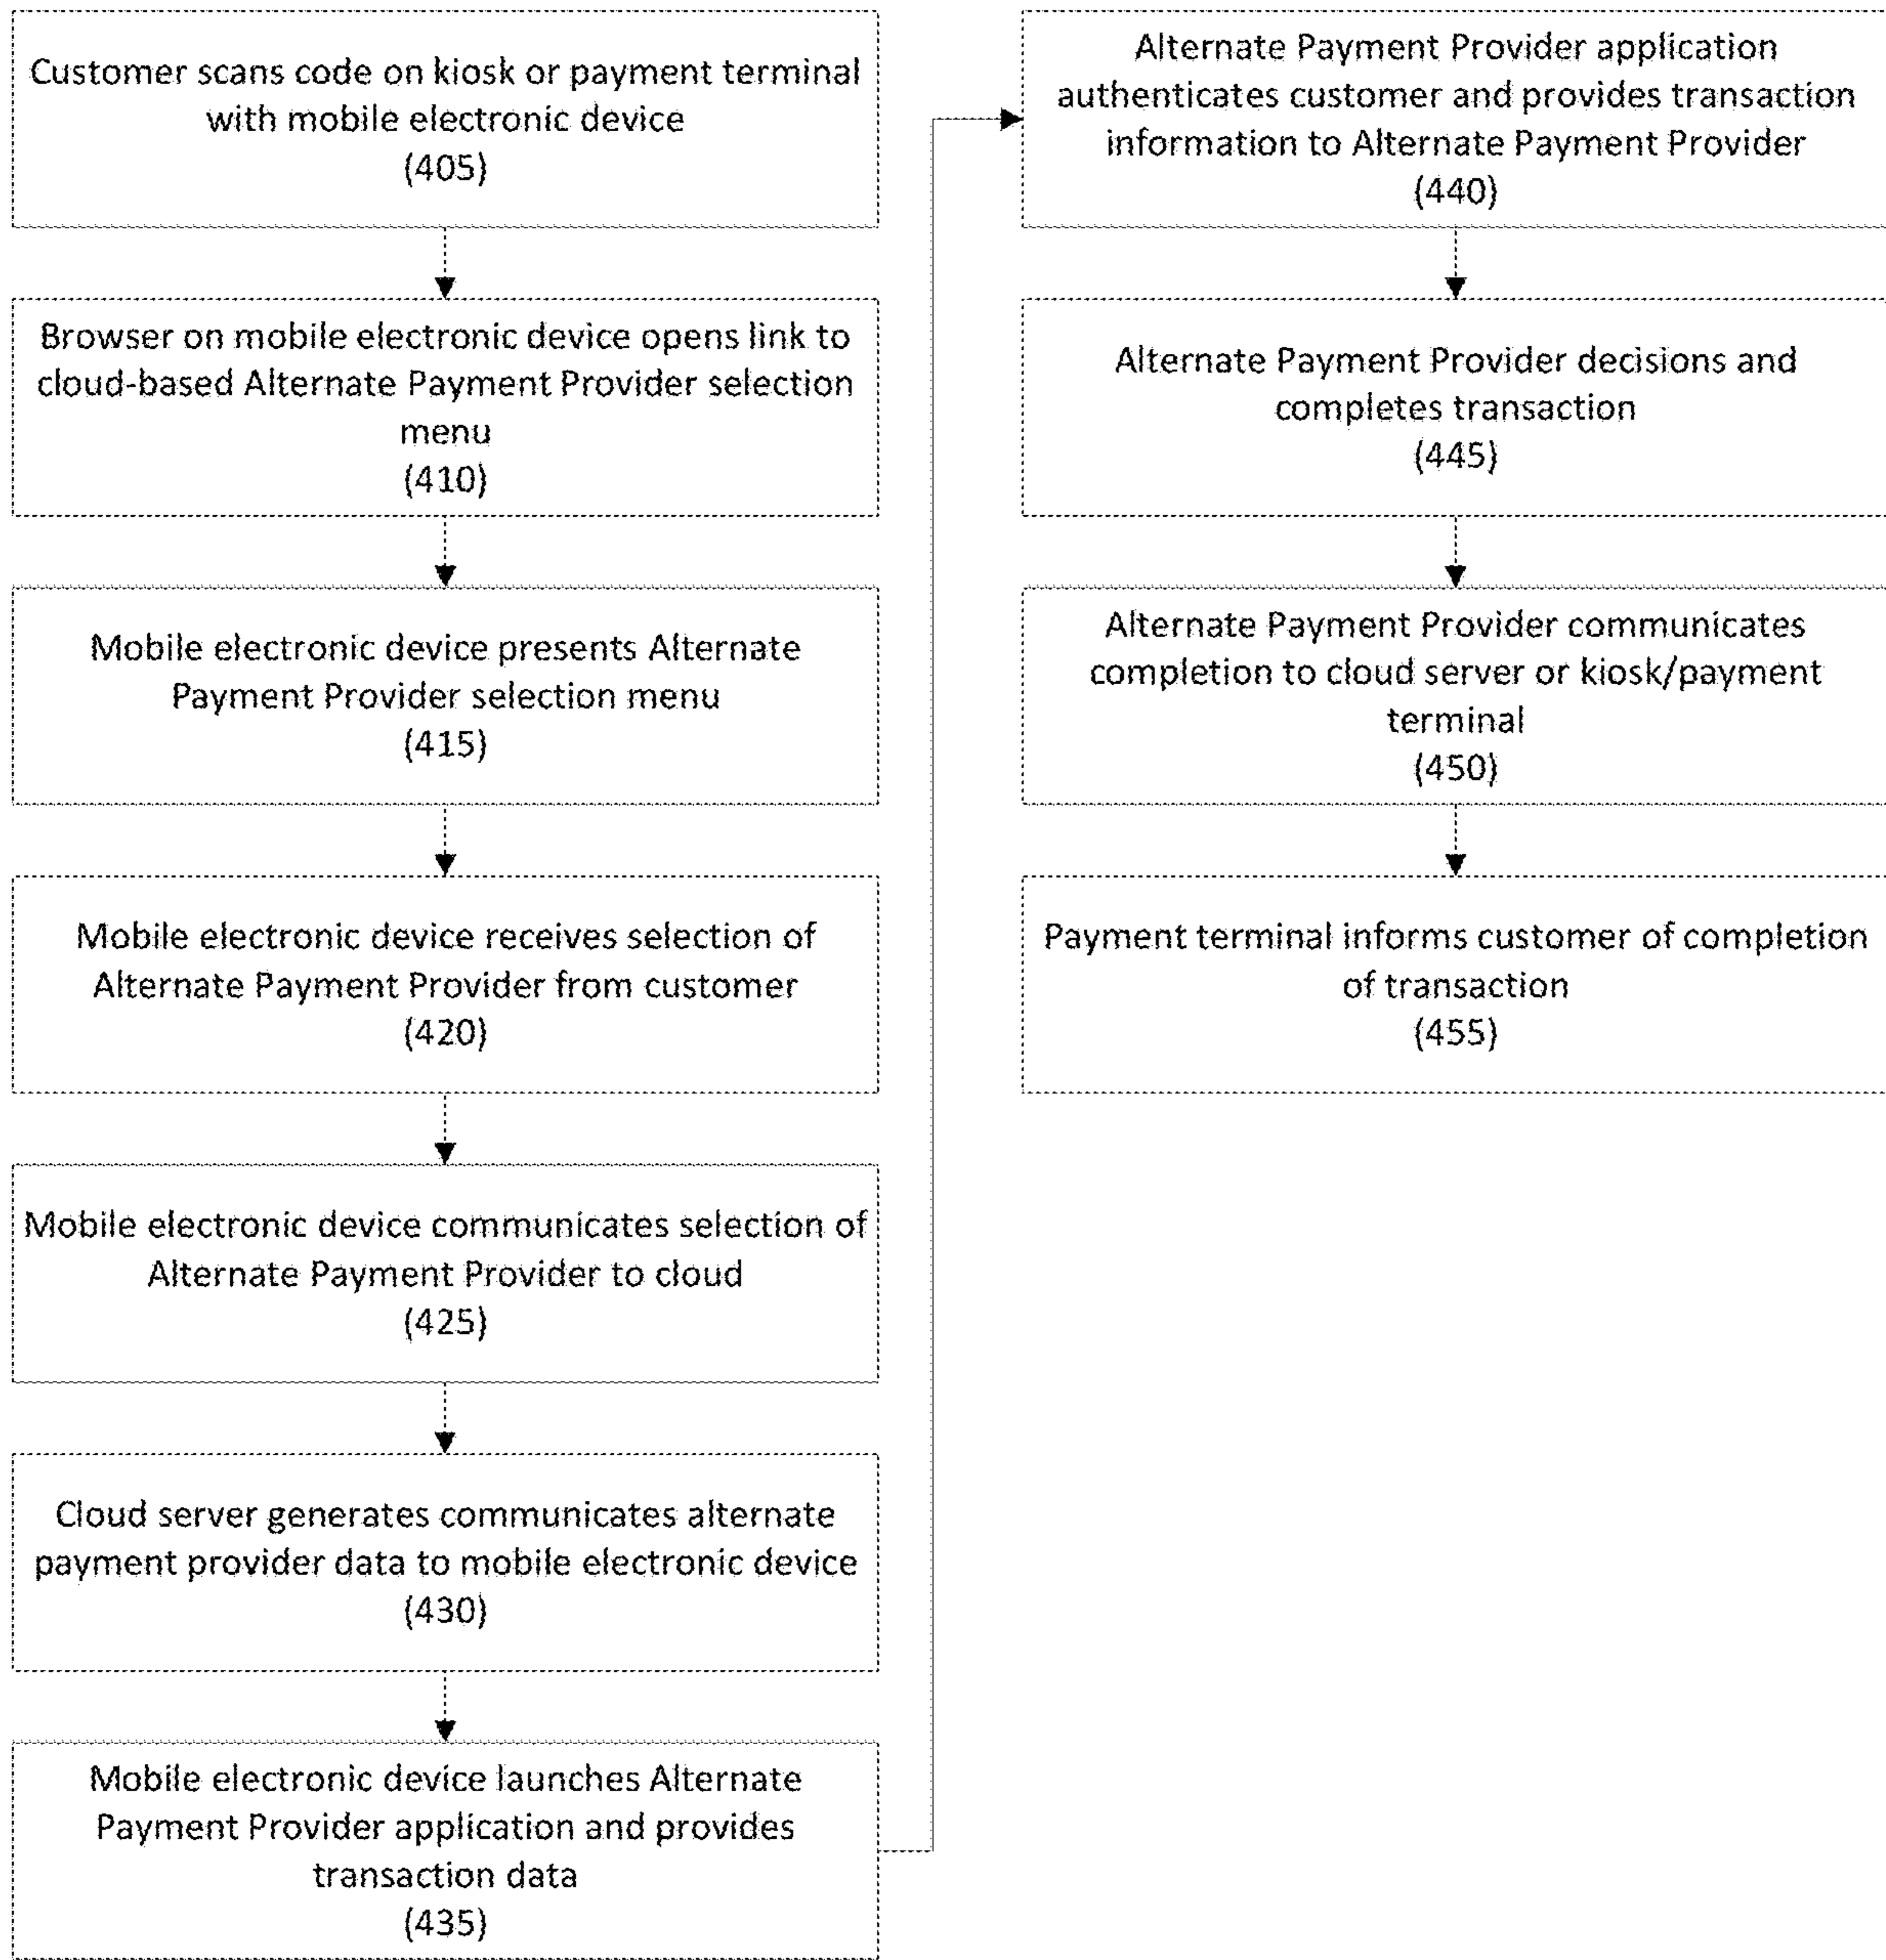 Customer scans code on kiosk or payment terminal
with mobile electronic device
(405)
Browser on mobile electronic device opens link to
cloud-based Alternate Payment Provider selection
menu
(410)
Mobile electronic device presents Alternate
Payment Provider selection menu
(415)
Mobile electronic device receives selection of
Alternate Payment Provider from customer
(420)
Mobile electronic device communicates selection of
Alternate Payment Provider to cloud
(425)
Cloud server generates communicates alternate
payment provider data to mobile electronic device
(430)
Mobile electronic device launches Alternate
Payment Provider application and provides
transaction data
(435)
Alternate Payment Provider application
authenticates customer and provides transaction
information to Alternate Payment Provider
(440)
Alternate Payment Provider decisions and
completes transaction
(445)
Alternate Payment Provider communicates
completion to cloud server or kiosk/payment
terminal
(450)
Payment terminal informs customer of completion
of transaction
(455)